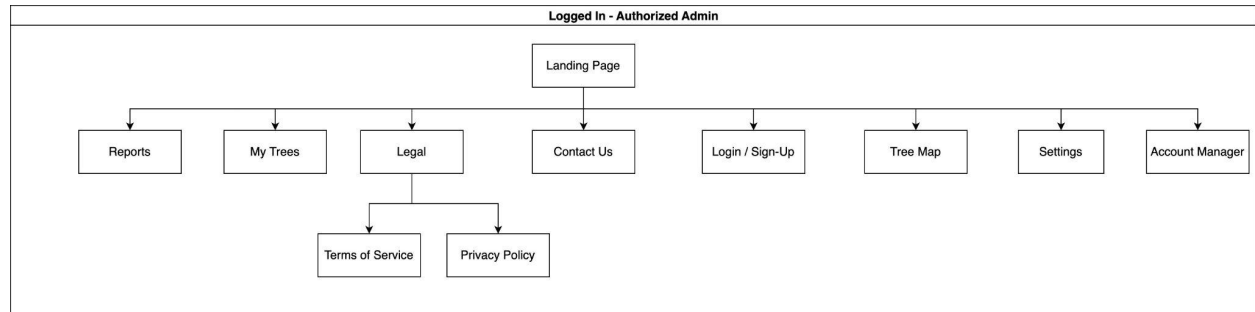 Logged In - Authorized Admin
Landing Page
Reports
My Trees
Legal
Contact Us
Login / Sign-Up
Tree Map
Settings
Account Manager
Terms of Service
Privacy Policy